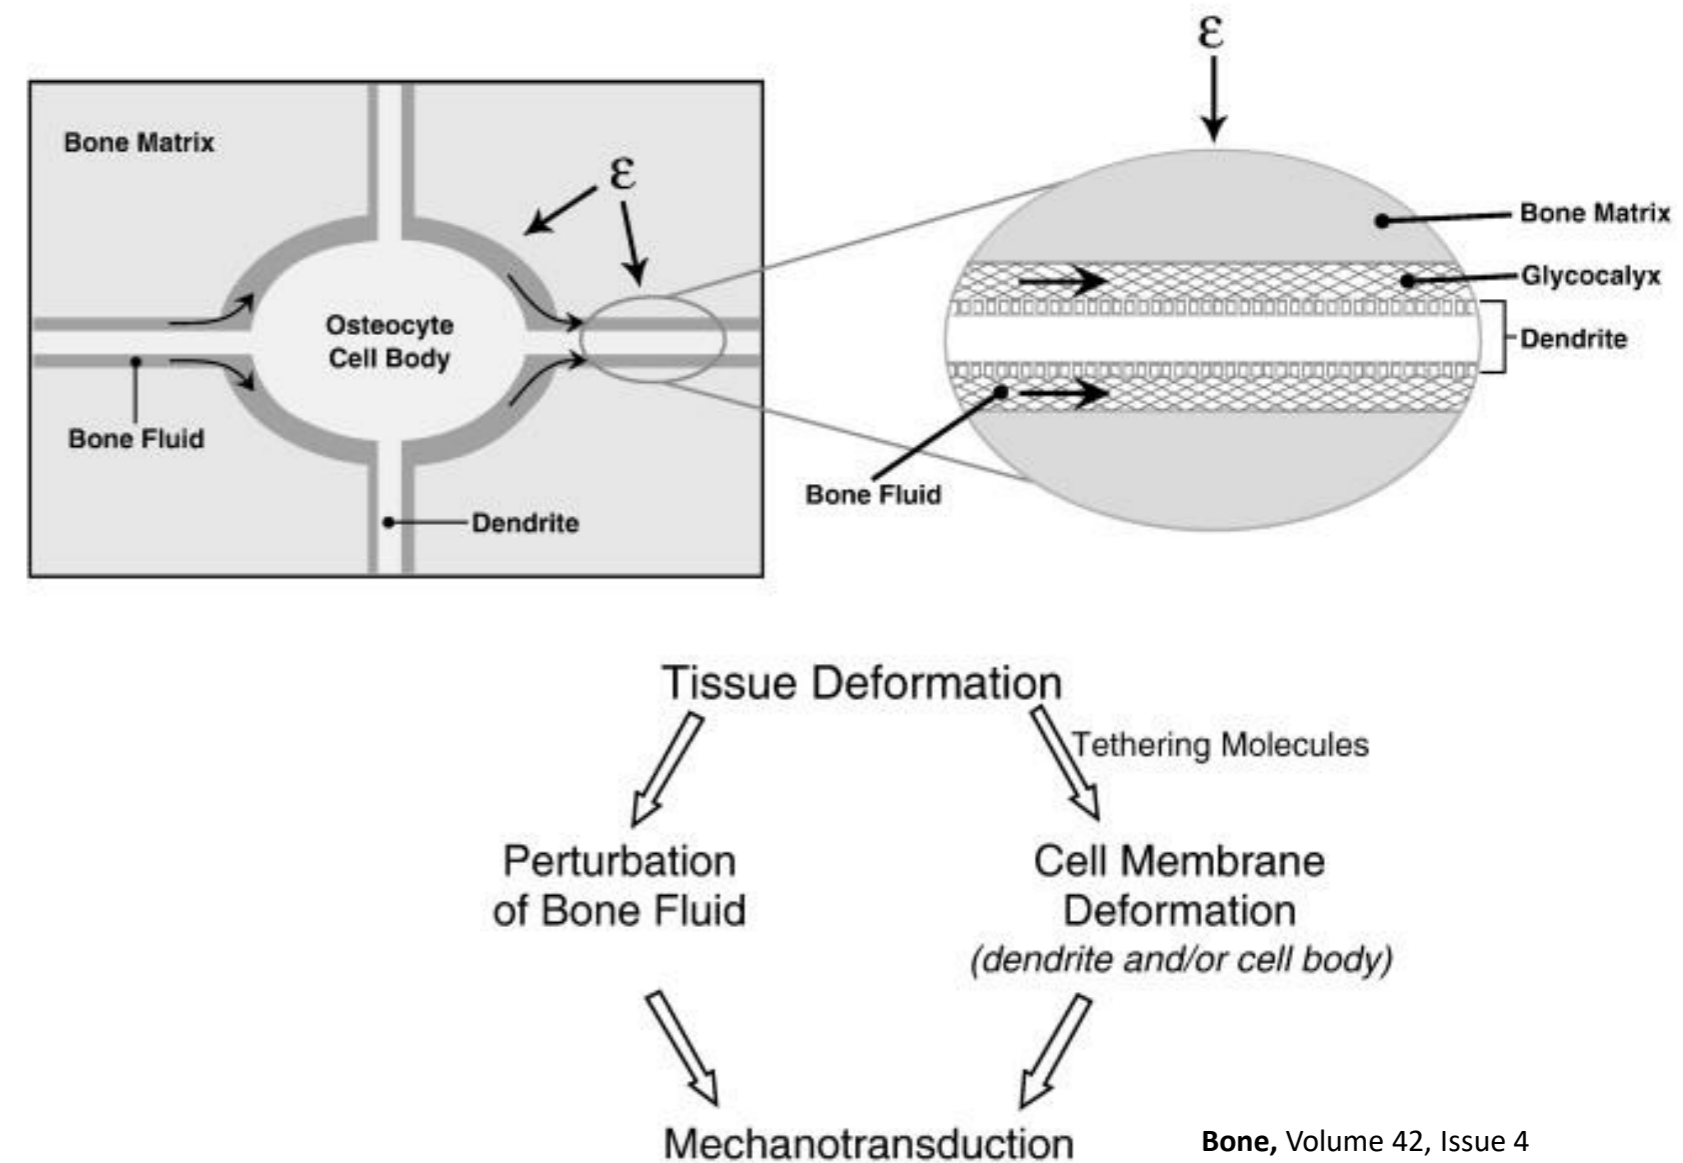 ε
Bone Matrix
ε
Osteocyte
Cell Body
Bone Fluid
Dendrite
Bone Matrix
Glycocalyx
Dendrite
Bone Fluid
Tissue Deformation
Tethering Molecules
Perturbation
of Bone Fluid
Cell Membrane
Deformation
(dendrite and/or cell body)
Mechanotransduction
Bone, Volume 42, Issue 4